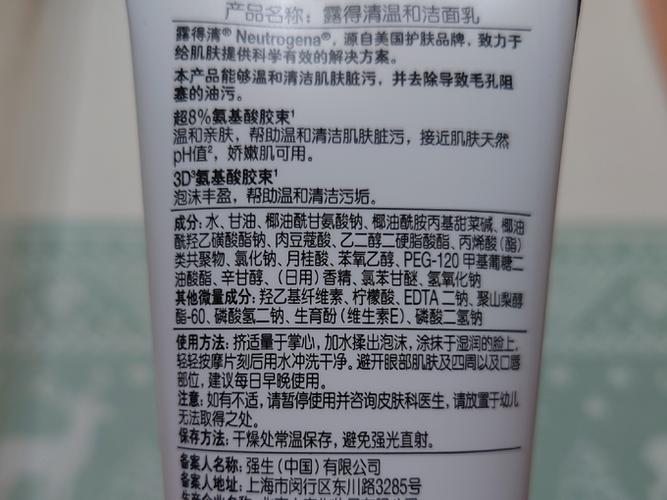 产品名称：露得清温和洁面乳
露得清® Neutrogena®，源自美国护肤品牌，致力于
给肌肤提供科学有效的解决方案。
本产品能够温和清洁肌肤脏污，并去除导致毛孔阻
塞的油污。
超8%氨基酸胶束¹
温和亲肤，帮助温和清洁肌肤脏污，接近肌肤天然
pH值²，娇嫩肌可用。
3D³氨基酸胶束¹
泡沫丰盈，帮助温和清洁污垢。
成分：水、甘油、椰油酰甘氨酸钠、椰油酰胺丙基甜菜碱、椰油
酰羟乙磺酸酯钠、肉豆蔻酸、乙二醇二硬脂酸酯、丙烯酸（酯）
类共聚物、氯化钠、月桂酸、苯氧乙醇、PEG-120 甲基葡糖二
油酸酯、辛甘醇、（日用）香精、氯苯甘醚、氢氧化钠
其他微量成分：羟乙基纤维素、柠檬酸、EDTA 二钠、聚山梨醇
酯-60、磷酸氢二钠、生育酚（维生素E）、磷酸二氢钠
使用方法：挤适量于掌心，加水揉出泡沫，涂抹于湿润的脸上，
轻轻按摩片刻后用水冲洗干净。避开眼部肌肤及四周以及口唇
部位，建议每日早晚使用。
注意：如有不适，请暂停使用并咨询皮肤科医生，请放置于幼儿
无法取得之处。
保存方法：干燥处常温保存，避免强光直射。
备案人名称：强生（中国）有限公司
备案人地址：上海市闵行区东川路3285号